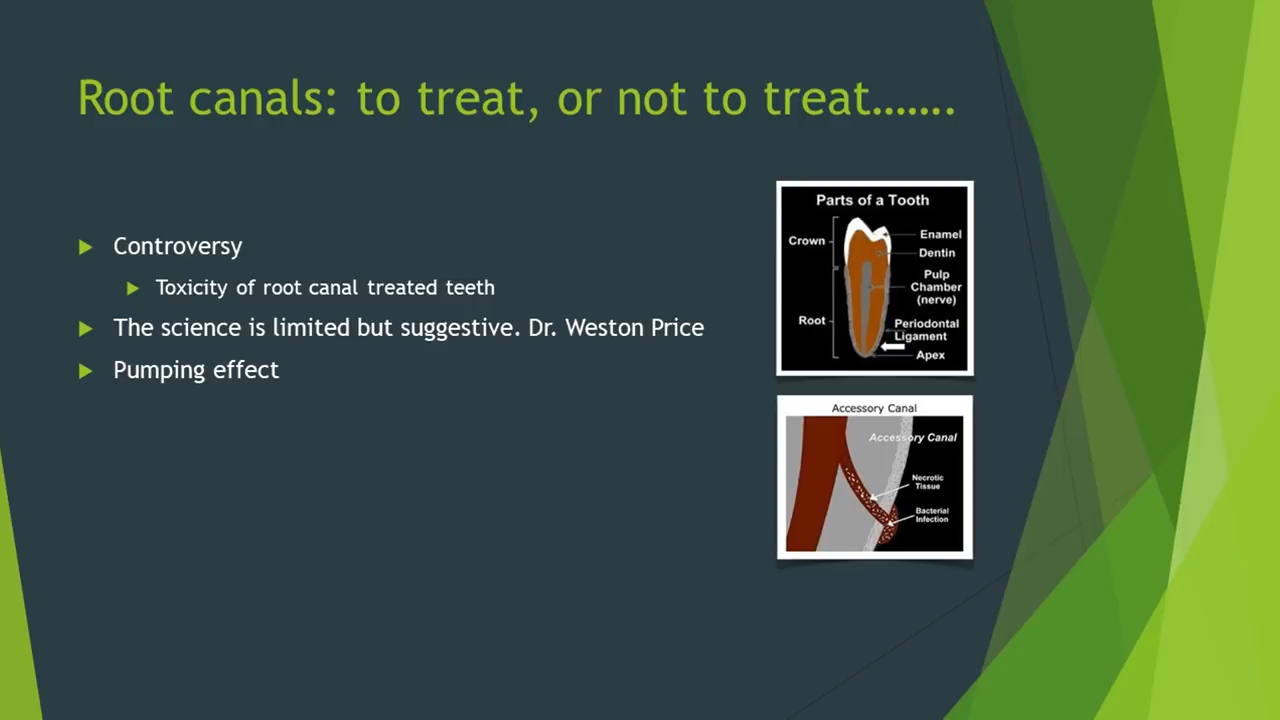 Root canals: to treat, or not to treat…….
Controversy
Toxicity of root canal treated teeth
The science is limited but suggestive. Dr. Weston Price
Pumping effect
Parts of a Tooth
Crown
Enamel
Dentin
Pulp
Chamber
(nerve)
Root
Periodontal
Ligament
Apex
Accessory Canal
Accessory Canal
Necrotic
Tissue
Bacterial
Infection